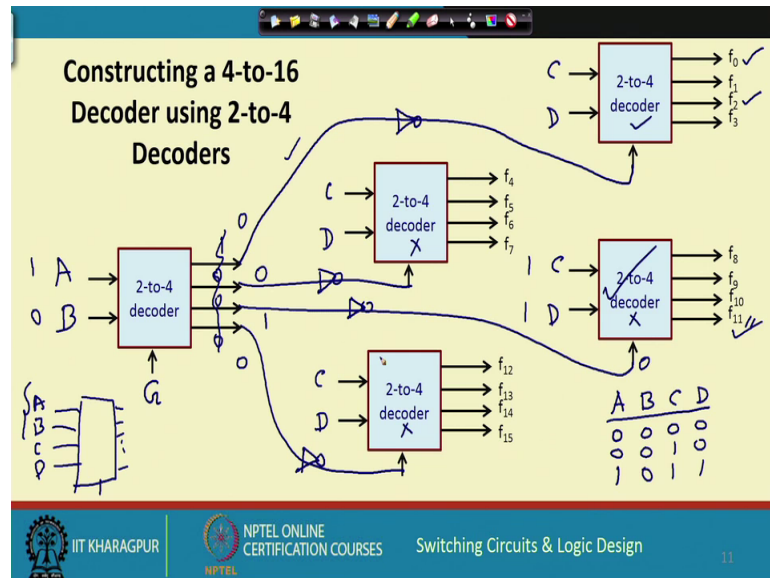 Constructing a 4-to-16
Decoder using 2-to-4
Decoders
C
D
2-to-4
decoder
f0
f1
f2
f3
C
D
2-to-4
decoder
X
f4
f5
f6
f7
1 A
0 B
2-to-4
decoder
G
0
0
1
0
0
0
0
1 C
1 D
2-to-4
decoder
X
0
f8
f9
f10
f11
C
D
2-to-4
decoder
X
f12
f13
f14
f15
A
B
C
D
A B C D
0 0 0 0
0 0 1 0
1 0 1 1
IIT KHARAGPUR
NPTEL
NPTEL ONLINE
CERTIFICATION COURSES
Switching Circuits & Logic Design
11